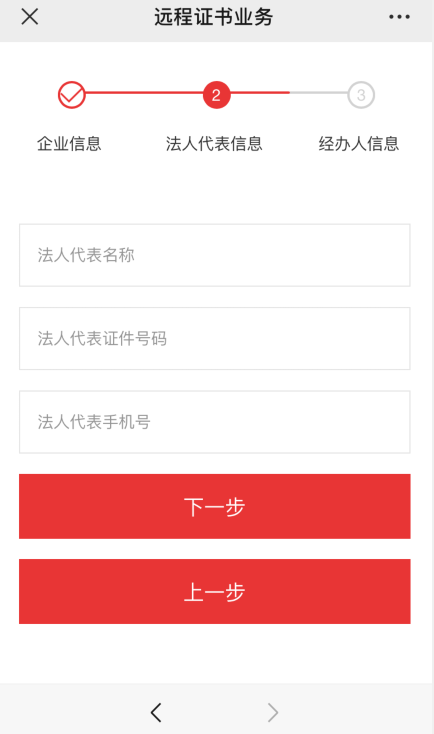 远程证书业务
2
3
企业信息
法人代表信息
经办人信息
法人代表名称
法人代表证件号码
法人代表手机号
下一步
上一步